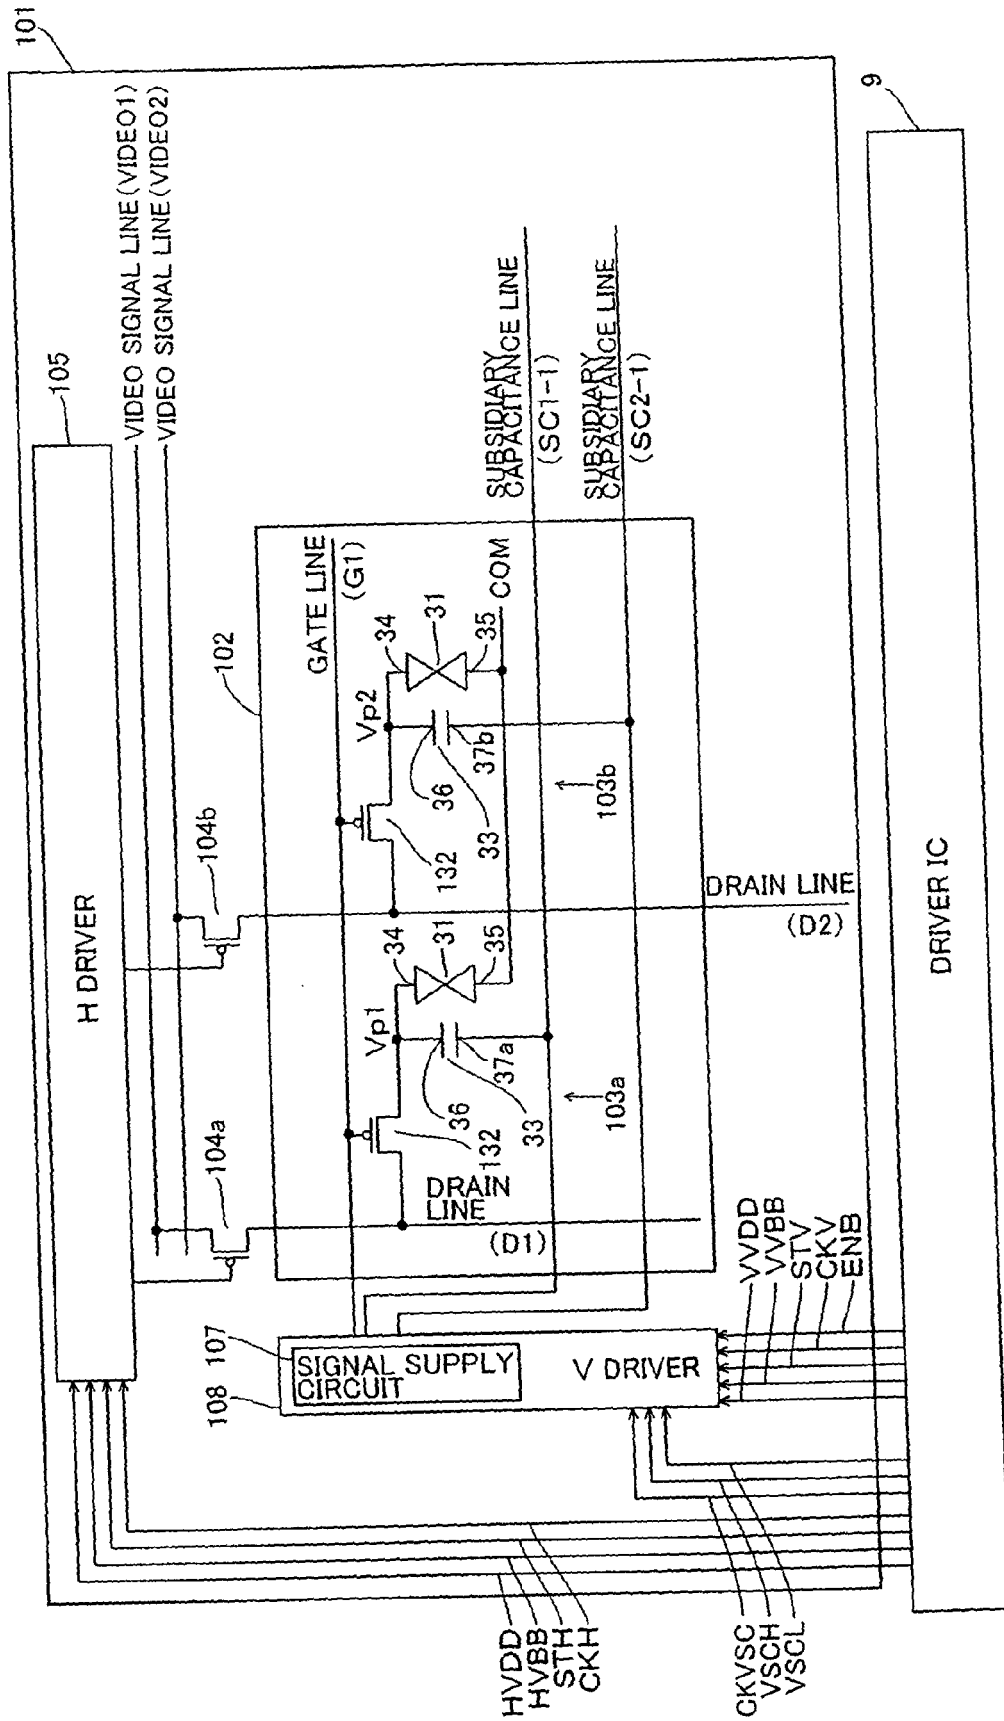 101
VIDEO SIGNAL LINE(VIDEO1)
VIDEO SIGNAL LINE(VIDEO2)
105
H DRIVER
104a
104b
102
GATE LINE
(G1)
SUBSIDIARY
CAPACITANCE LINE
(SC1-1)
SUBSIDIARY
CAPACITANCE LINE
(SC2-1)
Vp1
34
31
35
36
37a
33
132
103a
Vp2
34
31
35
COM
36
37b
33
132
103b
DRAIN
LINE
(D1)
DRAIN LINE
(D2)
107
108
SIGNAL SUPPLY
CIRCUIT
V DRIVER
VVDD
VVBB
STV
CKV
ENB
HVDD
HVBB
STH
CKH
CKVSC
VSCH
VSCL
9
DRIVER IC